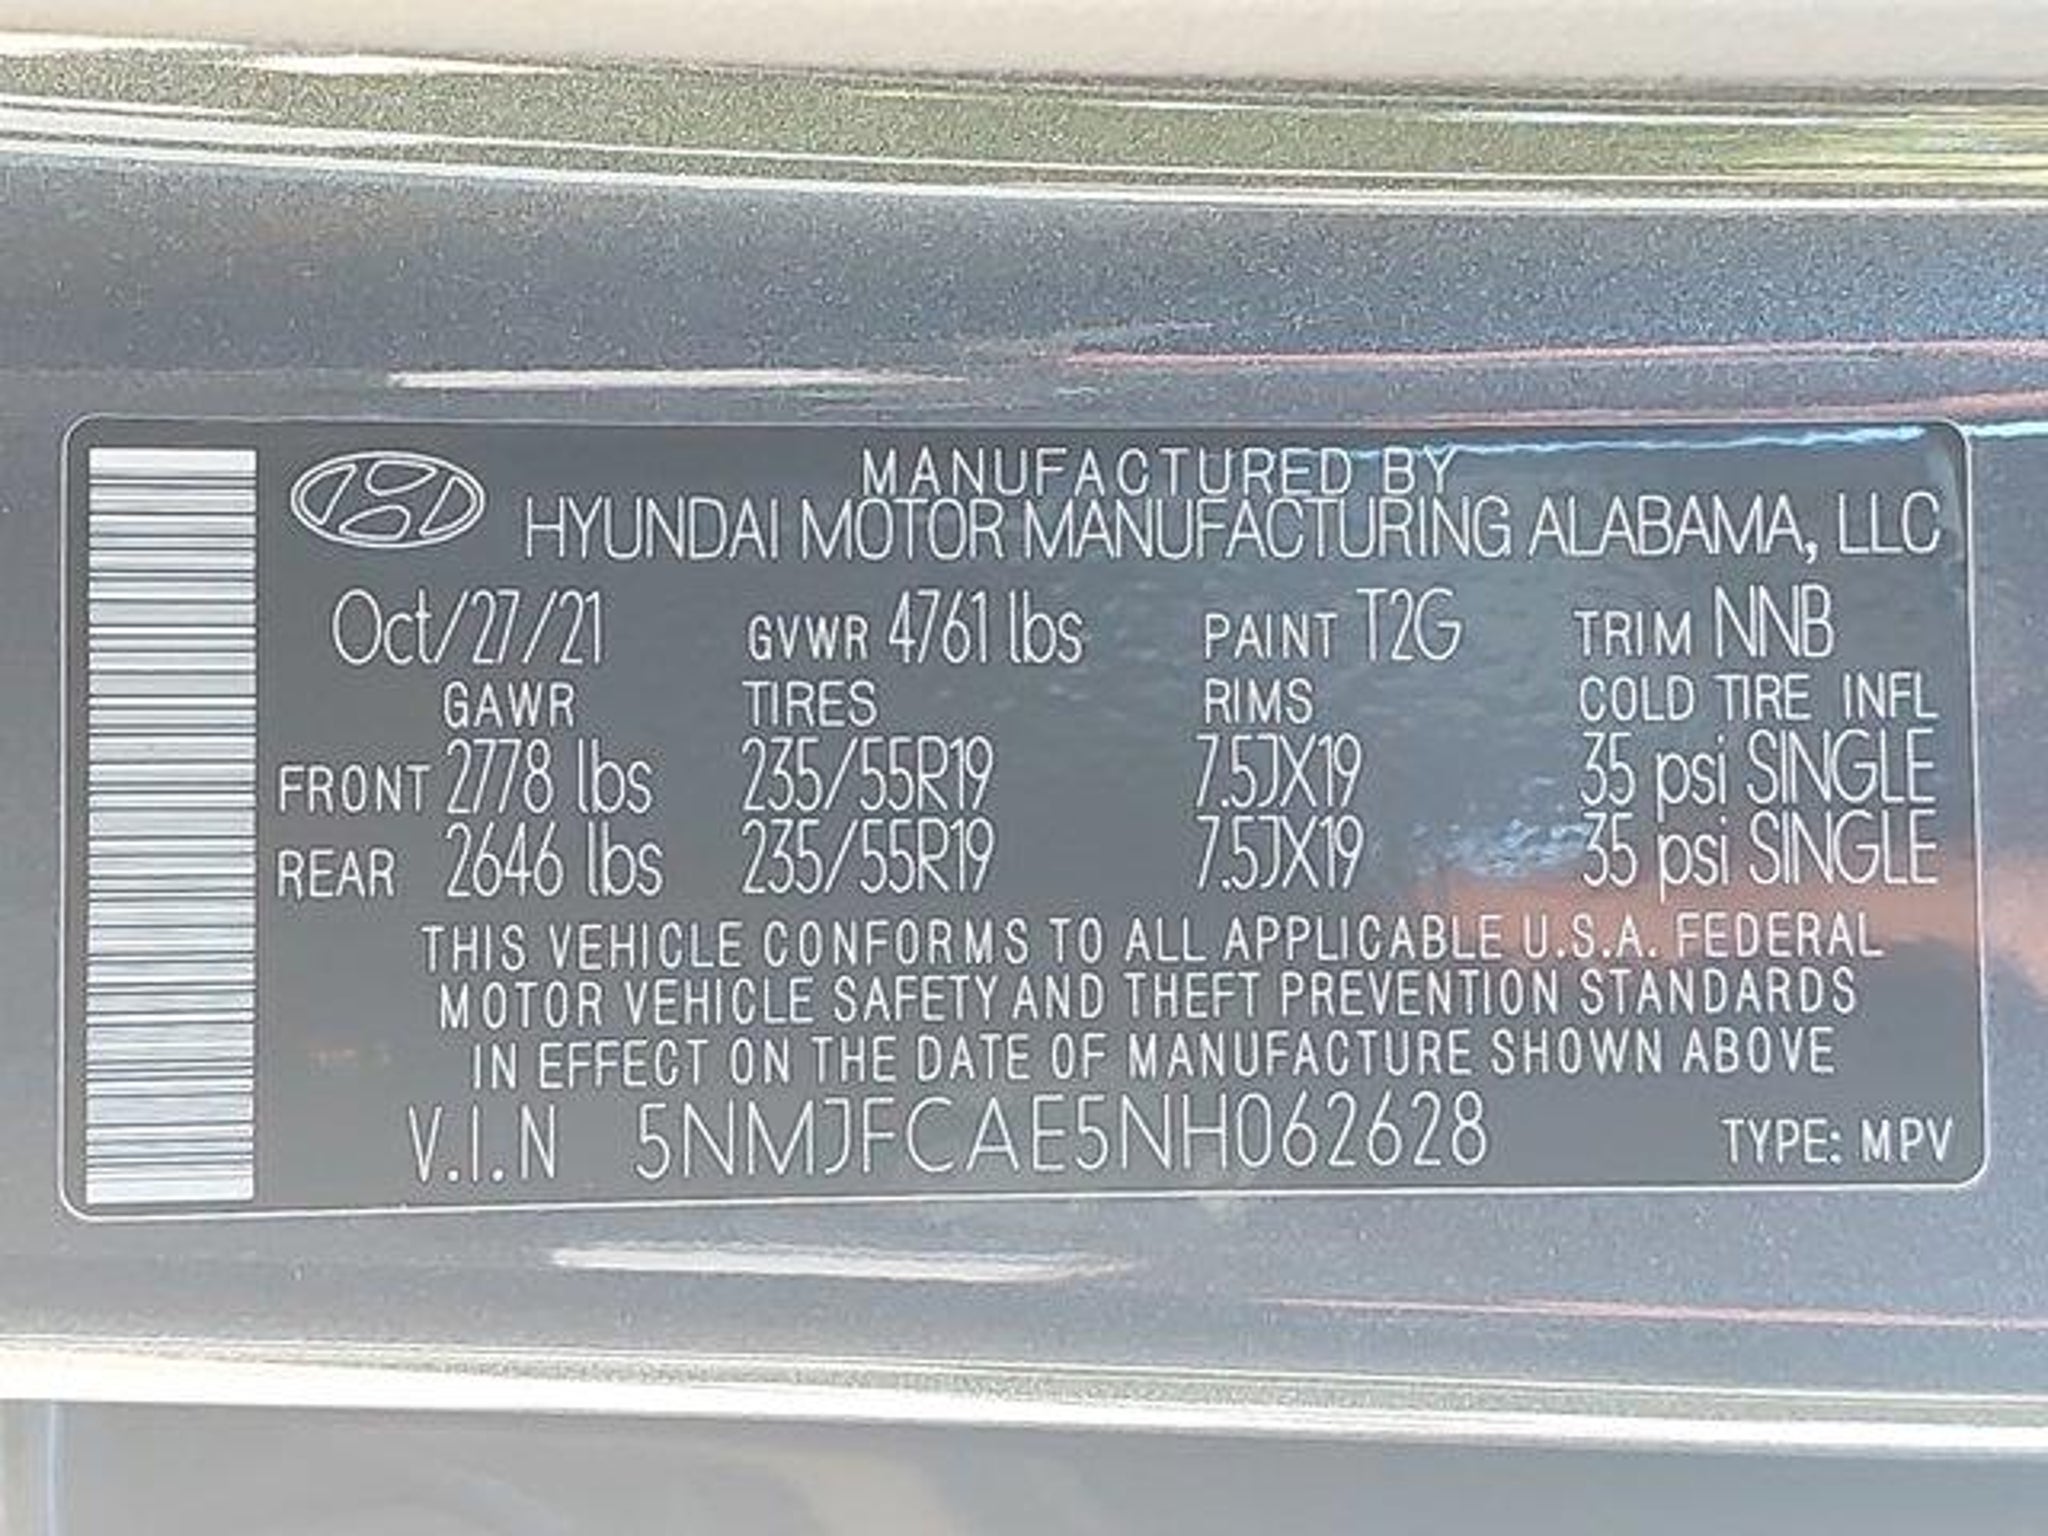 MANUFACTURED BY
HYUNDAI MOTOR MANUFACTURING ALABAMA, LLC
Oct/27/21 GVWR 4761 lbs PAINT T2G TRIM NNB
GAWR TIRES RIMS COLD TIRE INFL
FRONT 2778 lbs 235/55R19 7.5JX19 35 psi SINGLE
REAR 2646 lbs 235/55R19 7.5JX19 35 psi SINGLE
THIS VEHICLE CONFORMS TO ALL APPLICABLE U.S.A. FEDERAL
MOTOR VEHICLE SAFETY AND THEFT PREVENTION STANDARDS
IN EFFECT ON THE DATE OF MANUFACTURE SHOWN ABOVE
V.I.N 5NMJFCAE5NH062628 TYPE: MPV